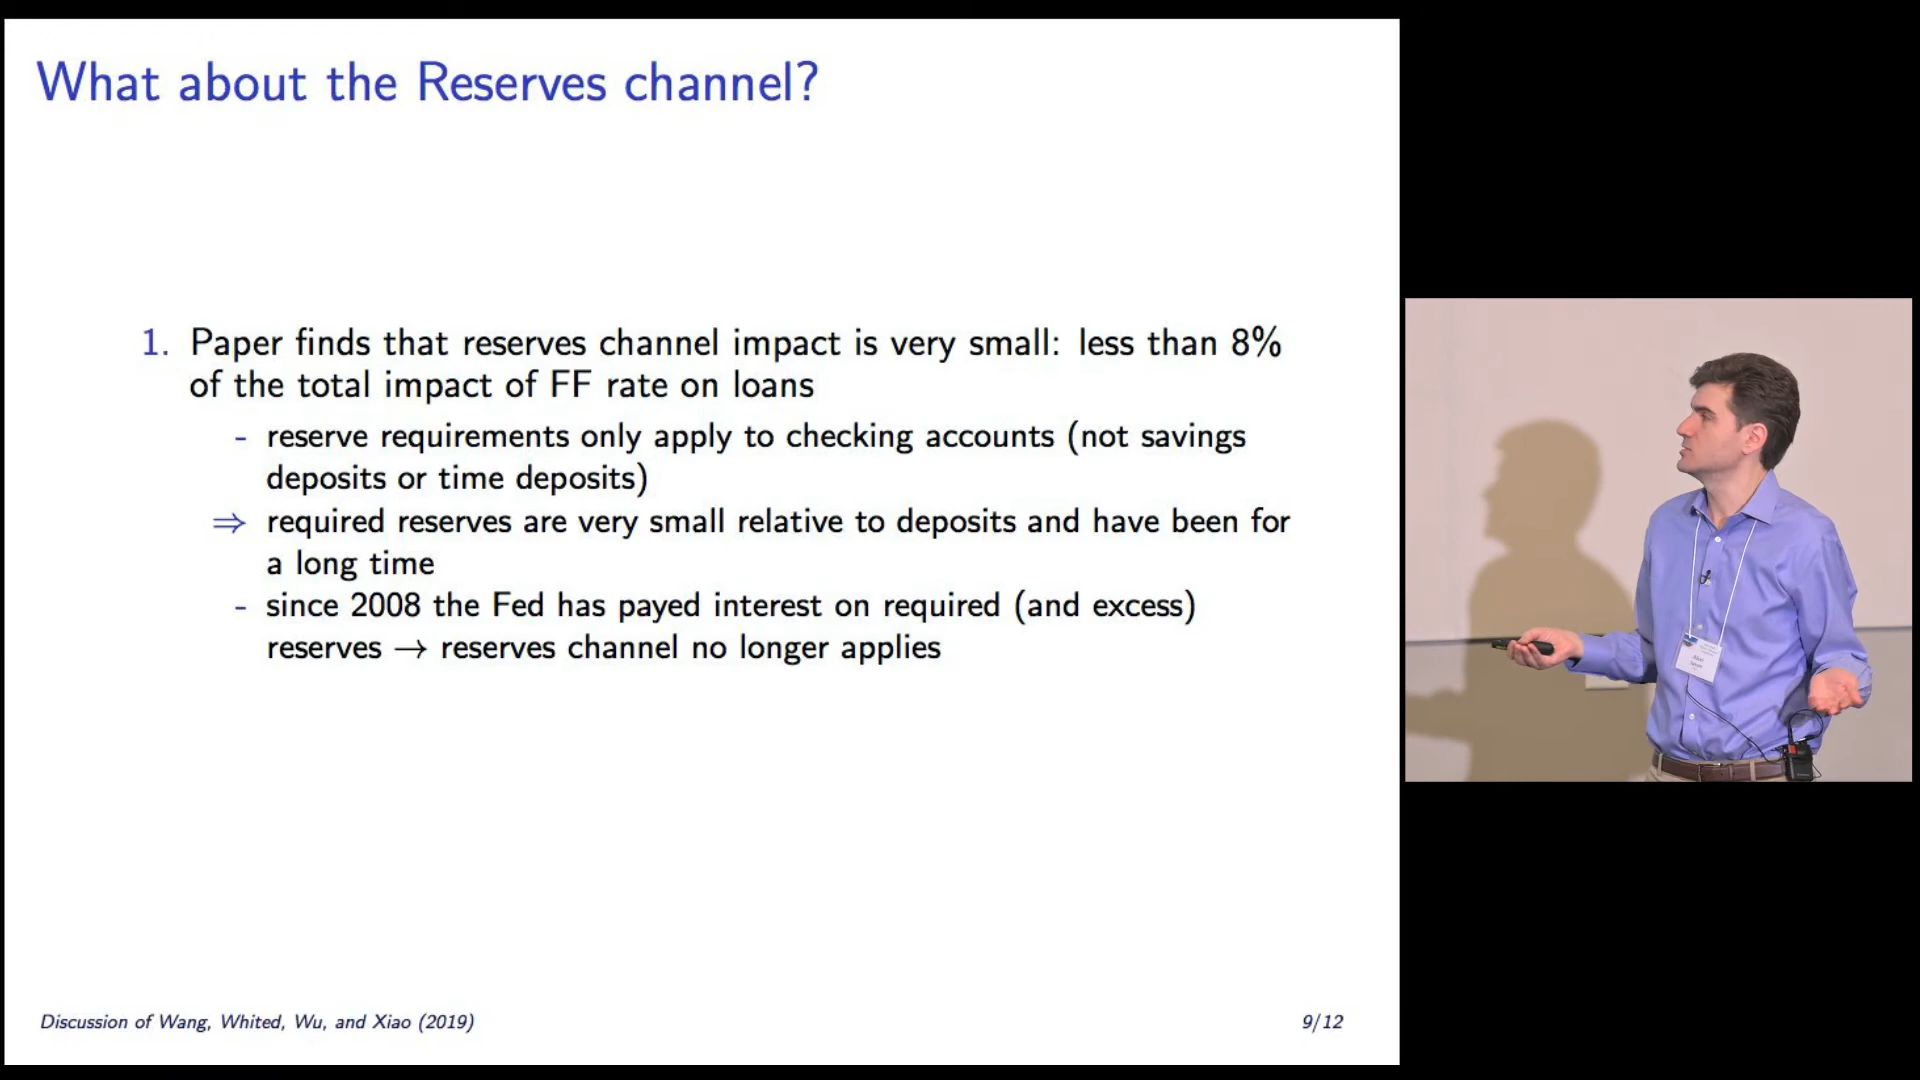 What about the Reserves channel?
1. Paper finds that reserves channel impact is very small: less than 8%
of the total impact of FF rate on loans
- reserve requirements only apply to checking accounts (not savings
deposits or time deposits)
⇒ required reserves are very small relative to deposits and have been for
a long time
- since 2008 the Fed has payed interest on required (and excess)
reserves → reserves channel no longer applies
Discussion of Wang, Whited, Wu, and Xiao (2019)
9/12